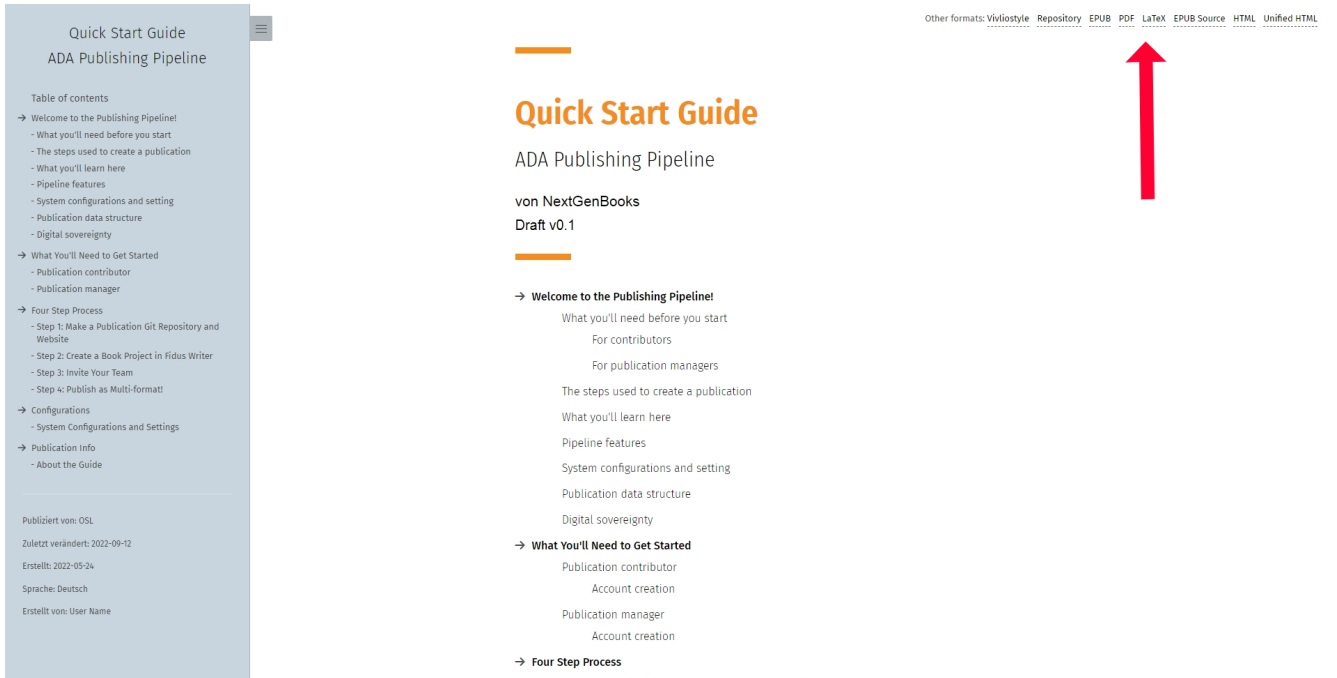 Quick Start Guide
ADA Publishing Pipeline
Table of contents
→ Welcome to the Publishing Pipeline!
- What you'll need before you start
- The steps used to create a publication
- What you'll learn here
- Pipeline features
- System configurations and setting
- Publication data structure
- Digital sovereignty
→ What You'll Need to Get Started
- Publication contributor
- Publication manager
→ Four Step Process
- Step 1: Make a Publication Git Repository and
Website
- Step 2: Create a Book Project in Fidus Writer
- Step 3: Invite Your Team
- Step 4: Publish as Multi-format!
→ Configurations
- System Configurations and Settings
→ Publication Info
- About the Guide
Publiziert von: OSL
Zuletzt verändert: 2022-09-12
Erstellt: 2022-05-24
Sprache: Deutsch
Erstellt von: User Name
Other formats: Vivliostyle Repository EPUB PDF LaTeX EPUB Source HTML Unified HTML
Quick Start Guide
ADA Publishing Pipeline
von NextGenBooks
Draft v0.1
→ Welcome to the Publishing Pipeline!
What you'll need before you start
For contributors
For publication managers
The steps used to create a publication
What you'll learn here
Pipeline features
System configurations and setting
Publication data structure
Digital sovereignty
→ What You'll Need to Get Started
Publication contributor
Account creation
Publication manager
Account creation
→ Four Step Process